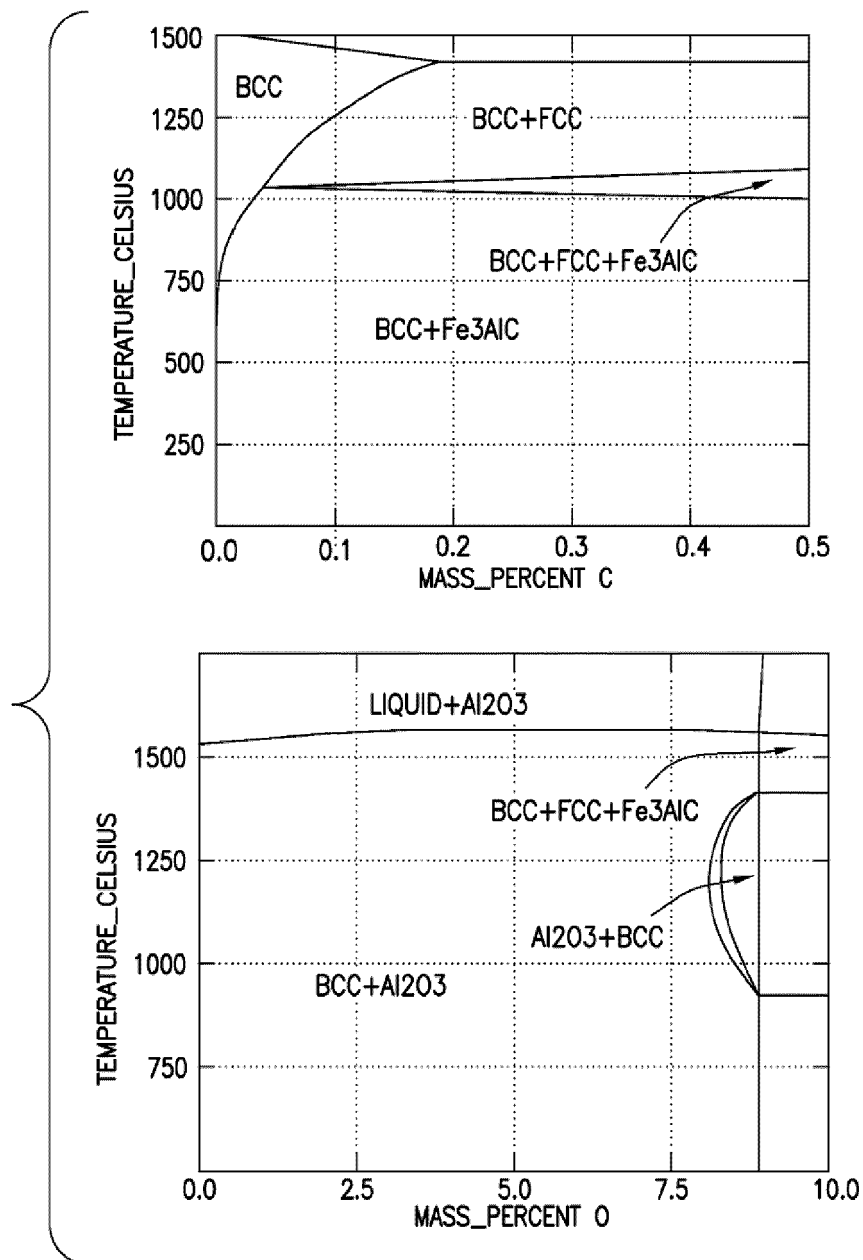 1500
BCC
1250
BCC+FCC
1000
BCC+FCC+Fe3AlC
750
BCC+Fe3AlC
500
250
TEMPERATURE_CELSIUS
0.0 0.1 0.2 0.3 0.4 0.5
MASS_PERCENT C
LIQUID+Al2O3
1500
BCC+FCC+Fe3AlC
1250
Al2O3+BCC
1000
BCC+Al2O3
750
TEMPERATURE_CELSIUS
0.0 2.5 5.0 7.5 10.0
MASS_PERCENT O